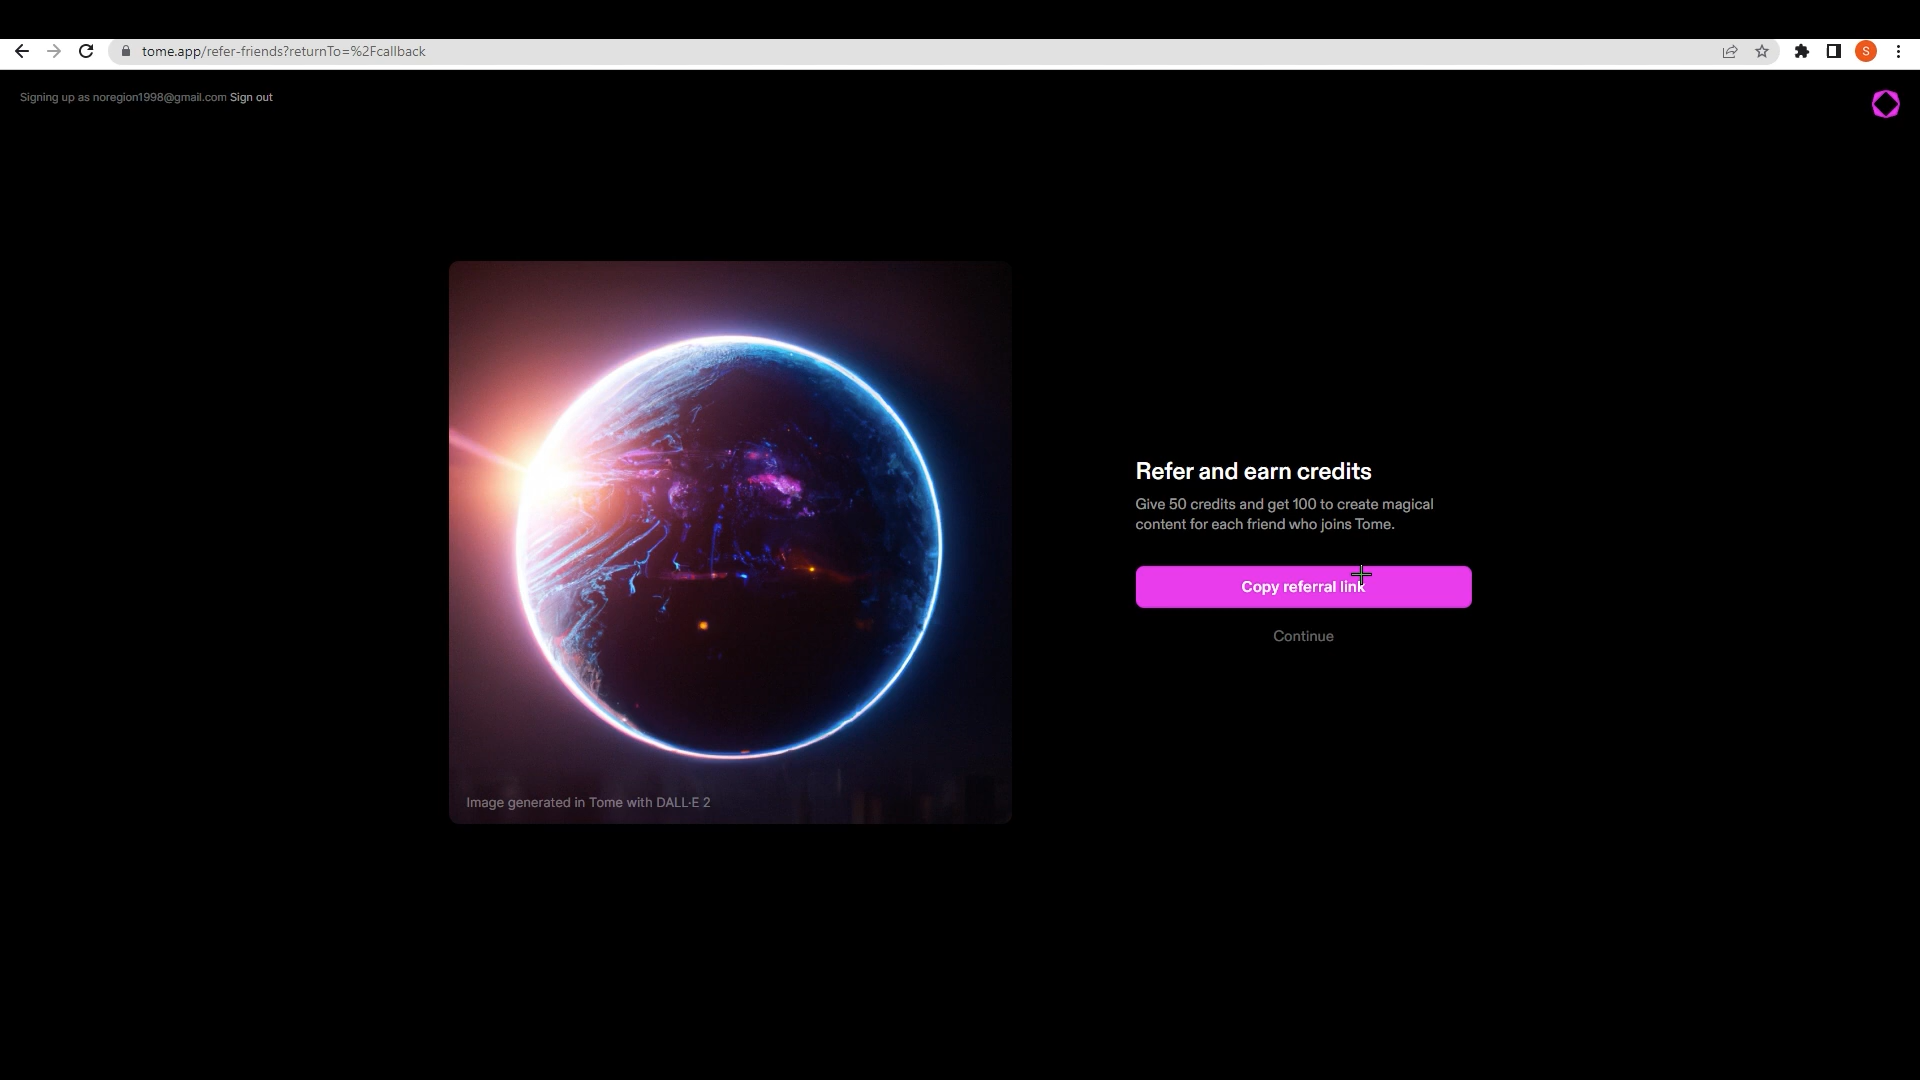 tome.app/refer-friends?returnTo=%2Fcallback
S
Signing up as noregion1998@gmail.com Sign out
Refer and earn credits
Give 50 credits and get 100 to create magical
content for each friend who joins Tome.
Copy referral link
Continue
Image generated in Tome with DALL·E 2